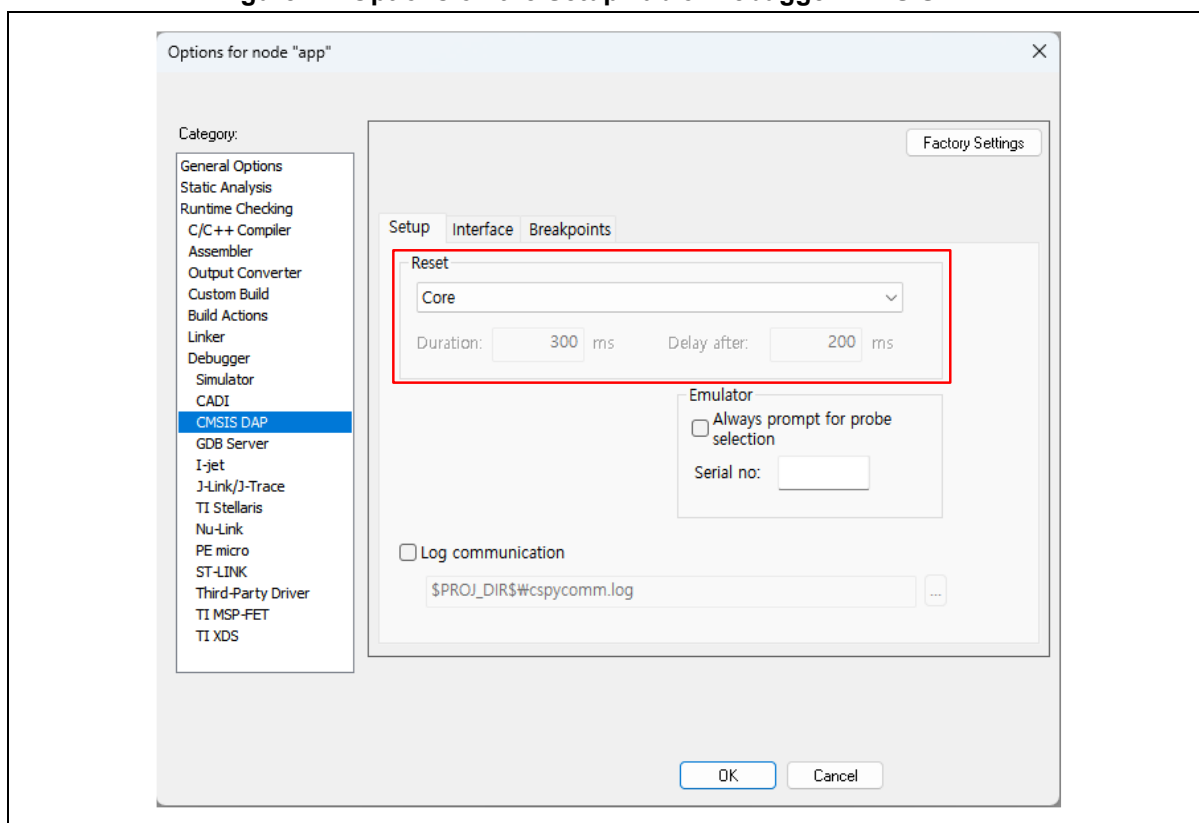 Options for node "app"
Category:
Factory Settings
General Options
Static Analysis
Runtime Checking
C/C++ Compiler
Assembler
Output Converter
Custom Build
Build Actions
Linker
Debugger
Simulator
CADI
CMSIS DAP
GDB Server
I-jet
J-Link/J-Trace
TI Stellaris
Nu-Link
PE micro
ST-LINK
Third-Party Driver
TI MSP-FET
TI XDS
Setup Interface Breakpoints
Reset
Core
Duration: 300 ms Delay after: 200 ms
Emulator
Always prompt for probe
selection
Serial no:
Log communication
$PROJ_DIR$₩cspycomm.log
...
OK Cancel